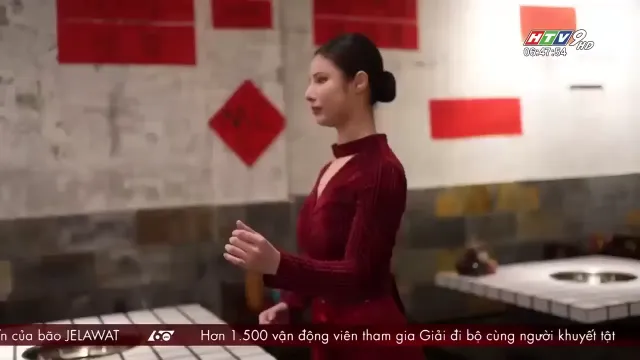 HTV9 HD
06:47:54
ến của bão JELAWAT
Hơn 1.500 vận động viên tham gia Giải đi bộ cùng người khuyết tật